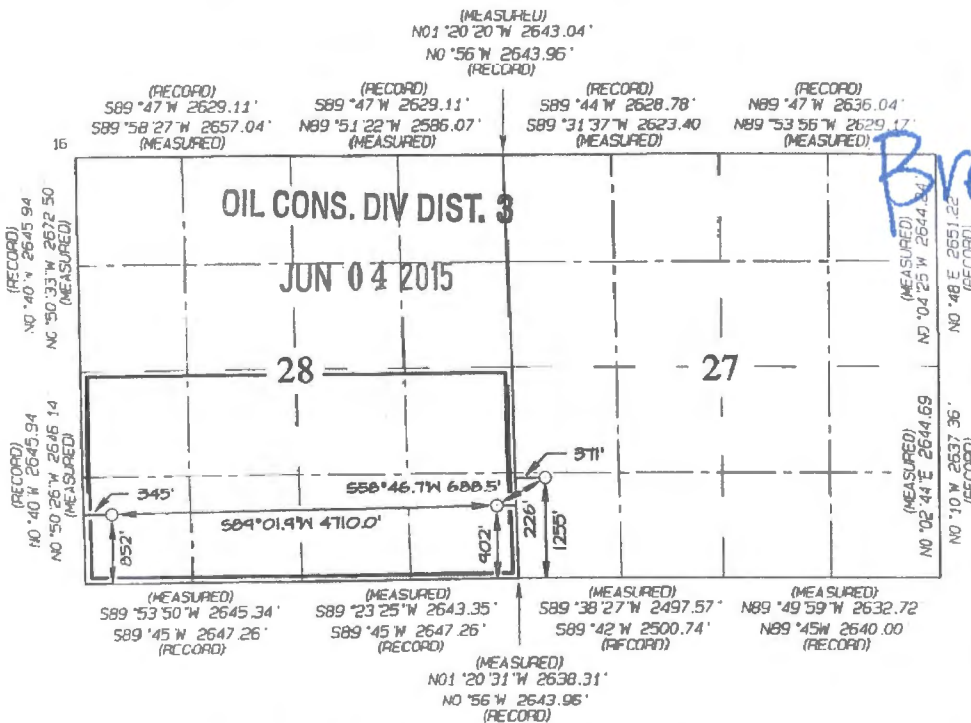 (MEASURED)
N01°20'20"W 2643.04'
N0°56'W 2643.96'
(RECORD)
(RECORD)
S89°47'W 2629.11'
S89°58'27"W 2657.04'
(MEASURED)
(RECORD)
S89°47'W 2629.11'
N89°51'22"W 2586.07'
(MEASURED)
(RECORD)
S89°44'W 2628.78'
S89°31'37"W 2623.40
(MEASURED)
(RECORD)
N89°47'W 2636.04'
N89°53'56"W 2629.17'
(MEASURED)
16
OIL CONS. DIV DIST. 3
JUN 04 2015
(RECORD)
N0°40'W 2645.94
N0°50'33"W 2672.50
(MEASURED)
(MEASURED)
N0°04'25"W
N0°48'E 2651.22
(RECORD)
28
27
(RECORD)
N0°40'W 2645.94
N0°50'26"W 2646.14
(MEASURED)
345'
852'
S89°01.9'W 4710.0'
S58°46.7'W 688.5'
371'
402'
226'
1255'
(MEASURED)
N0°02'44"E 2644.69
N0°10'W 2637.36'
(RECORD)
(MEASURED)
S89°53'50"W 2645.34'
S89°45'W 2647.26'
(RECORD)
(MEASURED)
S89°23'25"W 2643.35'
S89°45'W 2647.26'
(RECORD)
(MEASURED)
S89°38'27"W 2497.57'
S89°42'W 2500.74'
(RECORD)
(MEASURED)
N89°49'59"W 2632.72
N89°45W 2640.00'
(RECORD)
(MEASURED)
N01°20'31"W 2638.31'
N0°56'W 2643.96'
(RECORD)